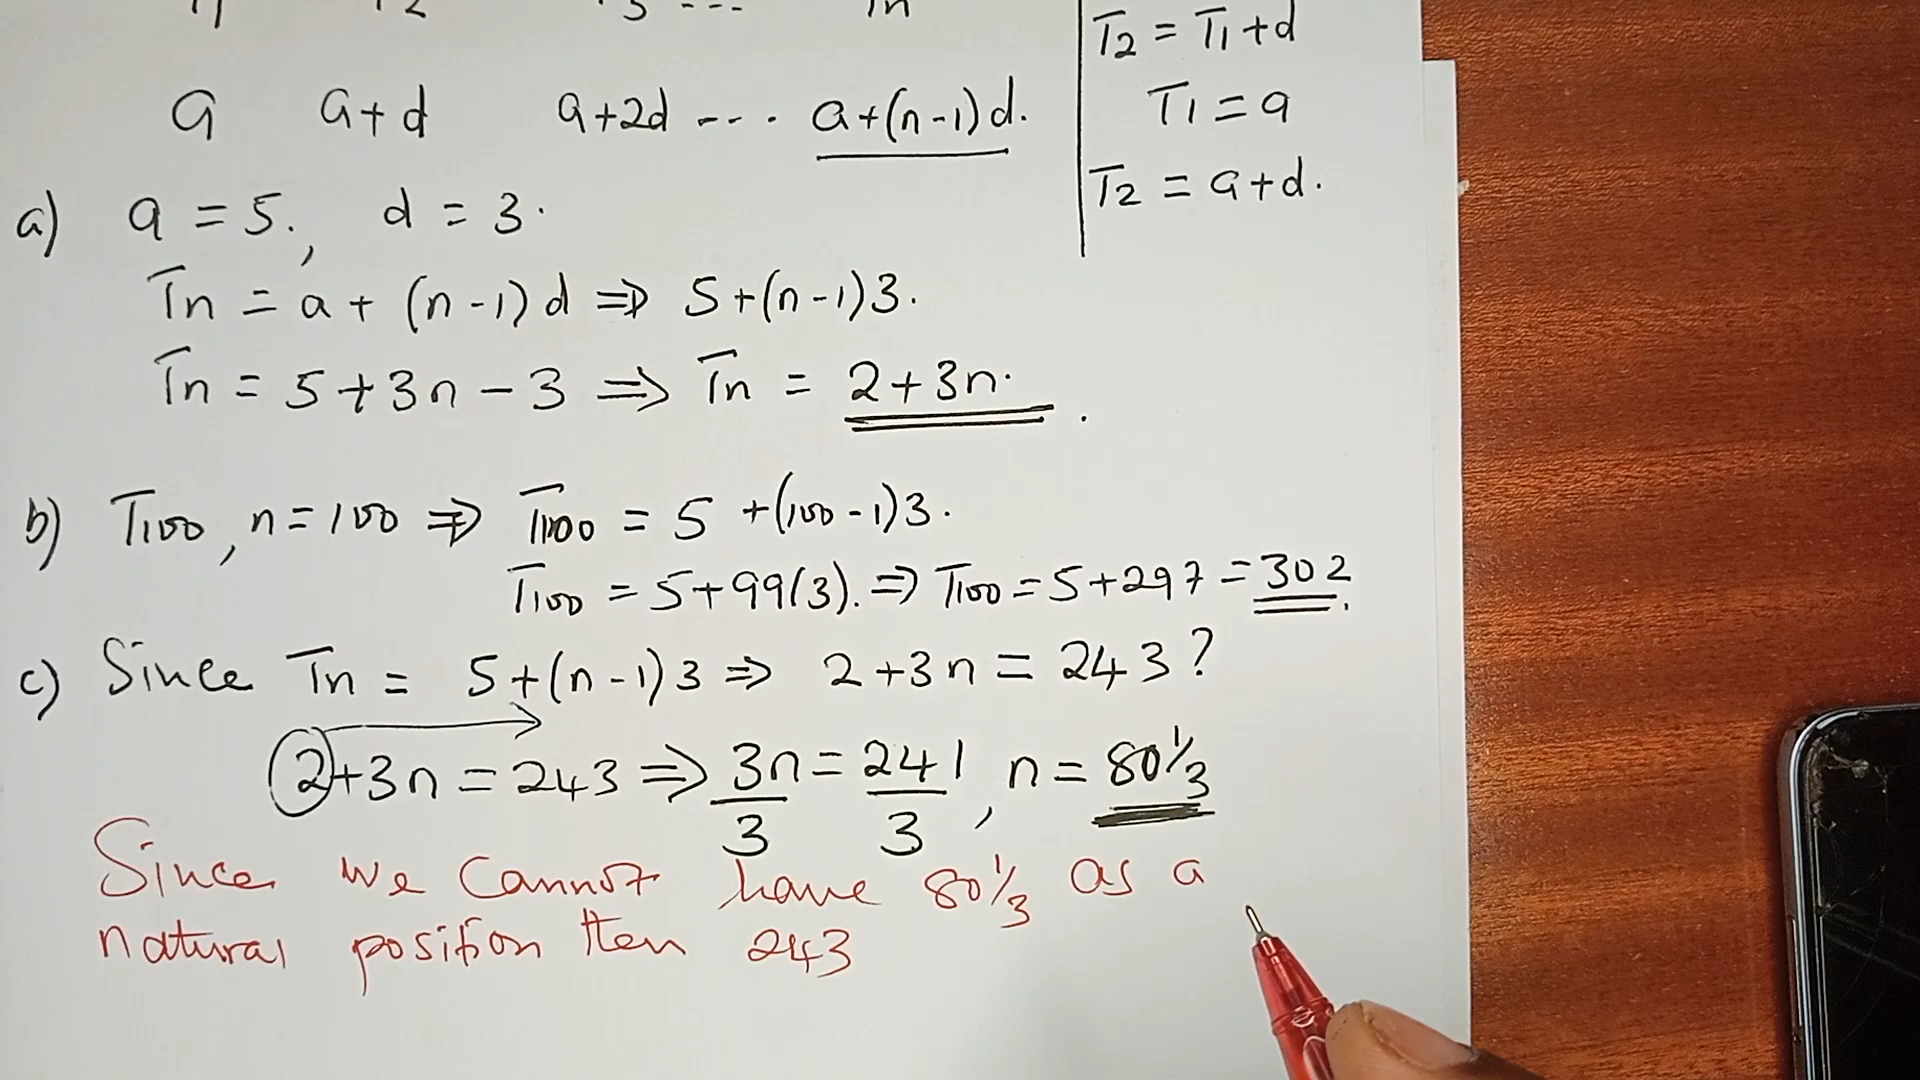 T2 = T1 + d
a a+d a+2d ---- a+(n-1)d.
T1 = a
T2 = a+d.
a) a = 5., d = 3.
Tn = a + (n-1)d ⇒ 5+(n-1)3.
Tn = 5+3n-3 ⇒ Tn = 2+3n.
b) T100, n=100 ⇒ T100 = 5 +(100-1)3.
T100 = 5+99(3). ⇒ T100 = 5+297 = 302.
c) Since Tn = 5+(n-1)3 ⇒ 2+3n = 243?
2+3n = 243 ⇒ 3n/3 = 241/3, n = 80⅓
Since we cannot have 80⅓ as a
natural position then 243